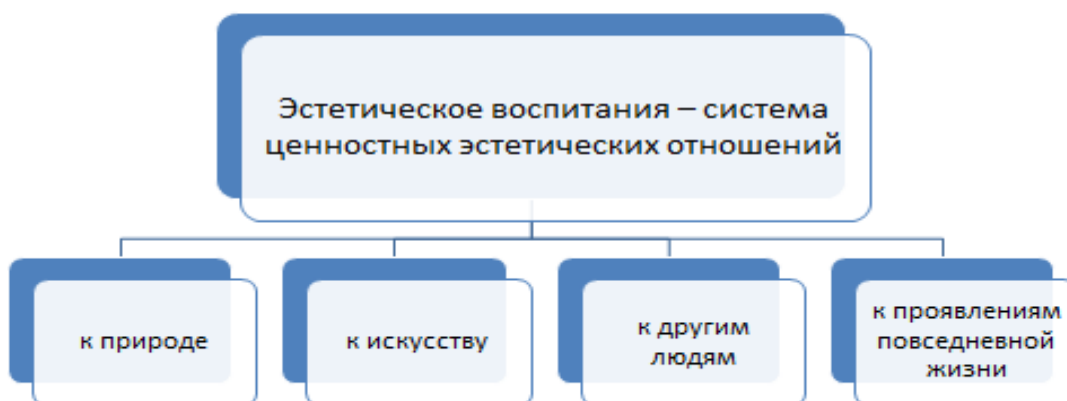 Эстетическое воспитания – система
ценностных эстетических отношений
к природе
к искусству
к другим
людям
к проявлениям
повседневной
жизни